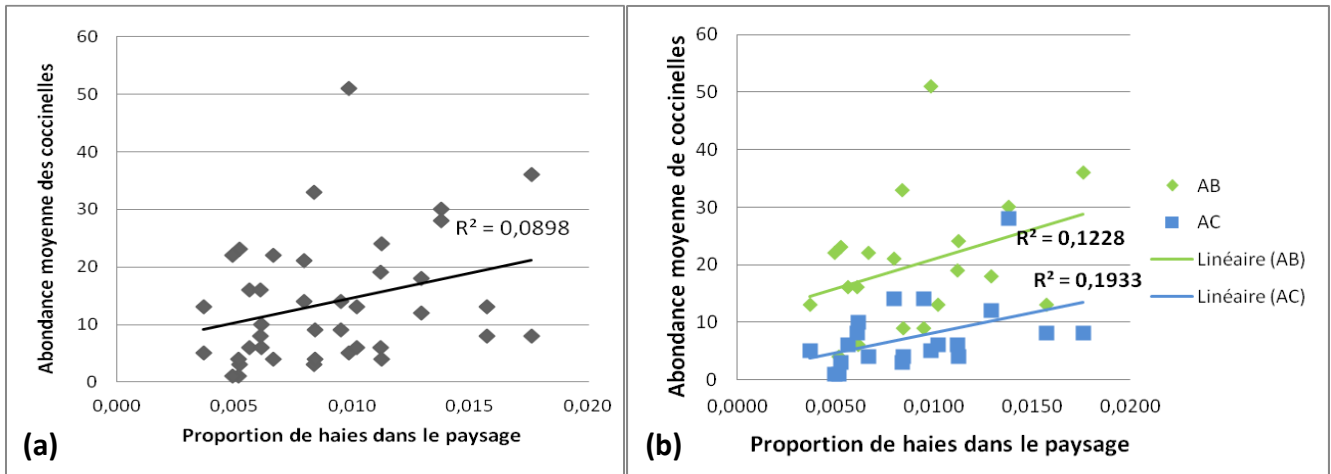 Abondance moyenne des coccinelles
60
50
40
30
20
10
0
R² = 0,0898
0,000 0,005 0,010 0,015 0,020
Proportion de haies dans le paysage
(a)
Abondance moyenne de coccinelles
60
50
40
30
20
10
0
R² = 0,1228
R² = 0,1933
0,0000 0,0050 0,0100 0,0150 0,0200
Proportion de haies dans le paysage
(b)
AB
AC
Linéaire (AB)
Linéaire (AC)